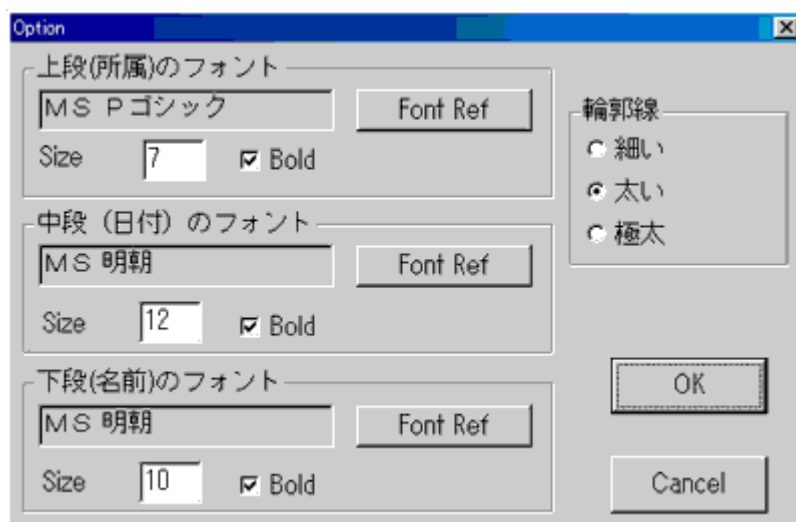 Option
上段(所属)のフォント
ＭＳ Ｐゴシック
Font Ref
Size
7
Bold
中段（日付）のフォント
ＭＳ 明朝
Font Ref
Size
12
Bold
下段(名前)のフォント
ＭＳ 明朝
Font Ref
Size
10
Bold
輪郭線
細い
太い
極太
OK
Cancel